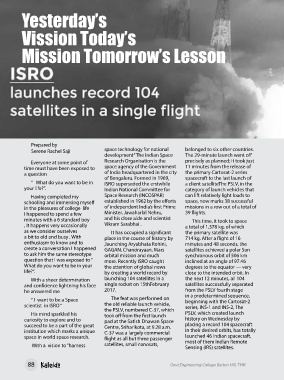 Yesterday's
Vission Today's
Mission Tomorrow's Lesson
ISRO
launches record 104
satellites in a single flight
Prepared by
Serene Rachel Saji
Everyone at some point of
time must have been exposed to
a question
" What do you want to be in
your life?".
Having completed my
schooling and immersing myself
in the pleasures of college life
I happened to spend a few
minutes with a 6 standard boy
. It happens very occasionally
as we consider ourselves
a bit to old and busy. With
enthusiasm to know and to
create a conversation I happened
to ask him the same stereotype
question that I was exposed to "
What do you want to be in your
life?".
With a sheer determination
and confidence lightning his face
he answered me
" I want to be a Space
scientist in ISRO"
His mind sparkled his
curiosity to explore and to
succeed to be a part of the great
institution which marks a unique
space in world space research.
With a vision to "harness
space technology for national
development" The Indian Space
Research Organisation is the
space agency of the Government
of India headquartered in the city
of Bengaluru. Formed in 1969,
ISRO superseded the erstwhile
Indian National Committee for
Space Research (INCOSPAR)
established in 1962 by the efforts
of independent India's first Prime
Minister, Jawaharlal Nehru,
and his close aide and scientist
Vikram Sarabhai.
It has occupied a significant
place in the course of history by
launching Aryabhata Rohini,
GAGAN, Chandrayaan, Mars
orbital mission and much
more. Recently ISRO caught
the attention of global news
by creating a world record by
launching 104 satellites in a
single rocket on 15thFebruary
2017.
The feat was performed on
the old reliable launch vehicle,
the PSLV, numbered C-37, which
took off from the first launch
pad at the Satish Dhawan Space
Centre, Sriharikota, at 9.28 am.
C-37 was a largely commercial
flight as all but three passenger
satellites, small nanosats,
belonged to six other countries.
The 29-minute launch went off
precisely as planned; it took just
11 minutes from the release of
the primary Cartosat-2 series
spacecraft to the last launch of
a client satelliteThe PSLV, in the
category of launch vehicles that
can lift relatively light loads to
space, now marks 38 successful
missions in a row out of a total of
39 flights.
This time, it took to space
a total of 1,378 kg, of which
the primary satellite was
714 kg. After a flight of 16
minutes and 48 seconds, the
satellites achieved a polar Sun
synchronous orbit of 506 km
inclined at an angle of 97.46
degrees to the equator — very
close to the intended orbit. In
the next 12 minutes, all 104
satellites successfully separated
from the PSLV fourth stage
in a predetermined sequence,
beginning with the Cartosat-2
series, INS-1 and INS-2. The
PSLV, which created launch
history on Wednesday by
placing a record 104 spacecraft
in their desired orbits, has totally
launched 46 Indian spacecraft,
most of them Indian Remote
Sensing (IRS) satellites.
88